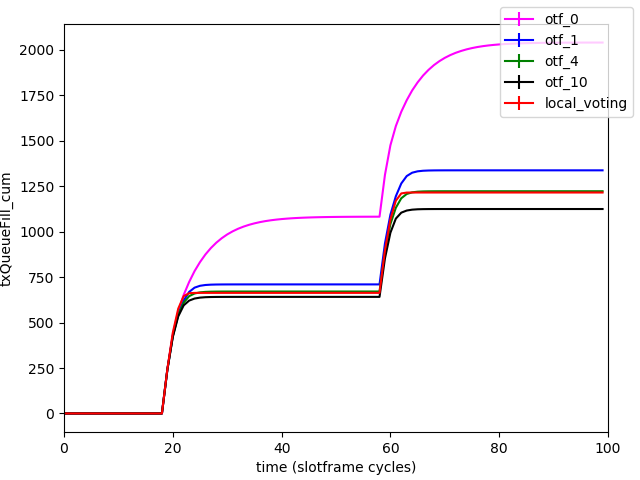 otf_0
otf_1
otf_4
otf_10
local_voting
2000
1750
1500
1250
1000
750
500
250
0
txQueueFill_cum
0 20 40 60 80 100
time (slotframe cycles)